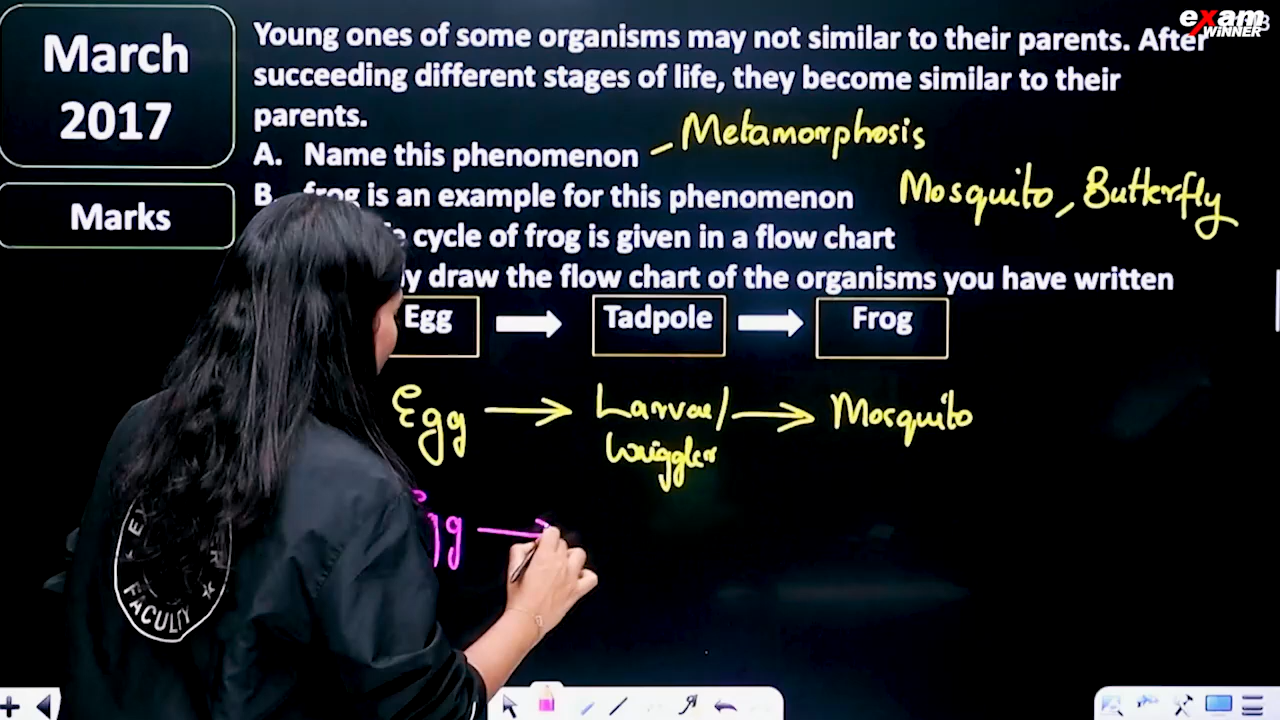 March
2017
Marks
exam
WiNNER
Young ones of some organisms may not similar to their parents. After
succeeding different stages of life, they become similar to their
parents.
A. Name this phenomenon – Metamorphosis
B. frog is an example for this phenomenon
Mosquito, Butterfly
cycle of frog is given in a flow chart
draw the flow chart of the organisms you have written
Egg Tadpole Frog
Egg → Larvae/ → Mosquito
Wriggler
FACULTY